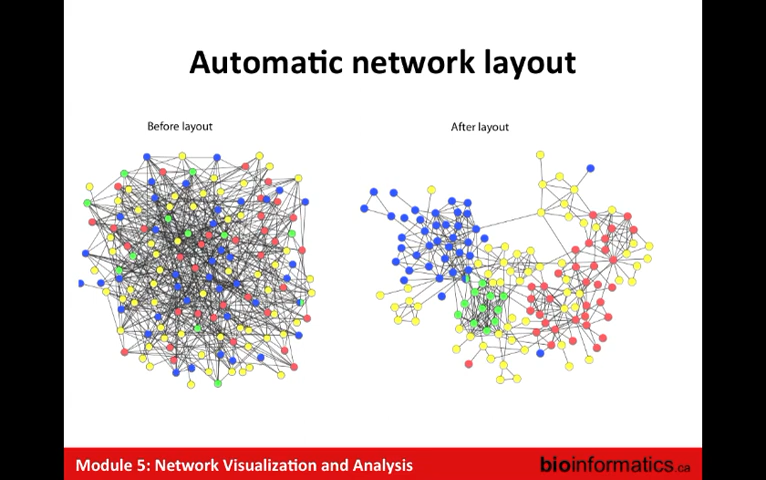 Automatic network layout
Before layout
After layout
Module 5: Network Visualization and Analysis
bioinformatics.ca